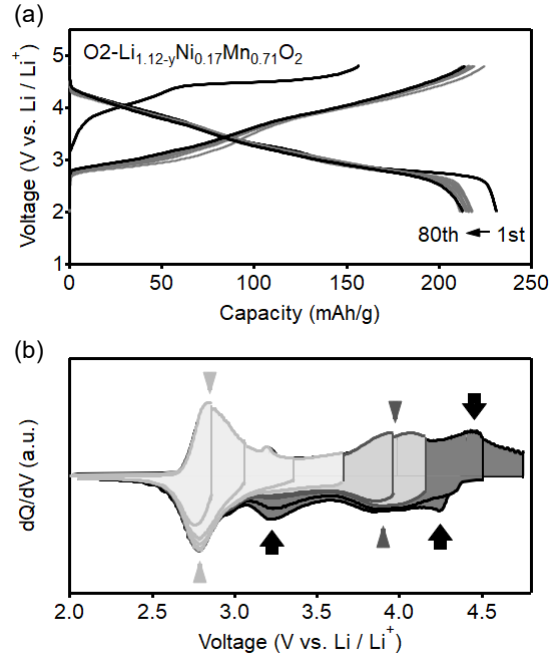 (a)
O2-Li1.12-yNi0.17Mn0.71O2
Voltage (V vs. Li / Li+)
5
4
3
2
1
80th ← 1st
0 50 100 150 200 250
Capacity (mAh/g)
(b)
dQ/dV (a.u.)
2.0 2.5 3.0 3.5 4.0 4.5
Voltage (V vs. Li / Li+)